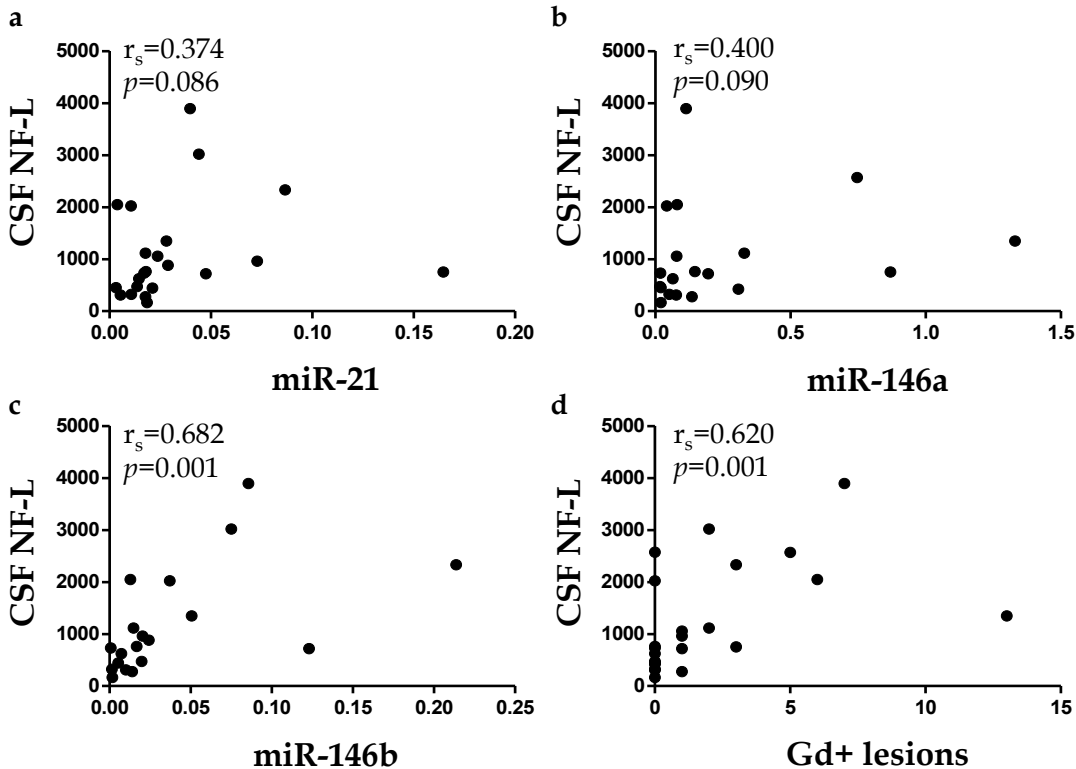 a
r_s=0.374
p=0.086
CSF NF-L
5000
4000
3000
2000
1000
0
0.00 0.05 0.10 0.15 0.20
miR-21
b
r_s=0.400
p=0.090
CSF NF-L
5000
4000
3000
2000
1000
0
0.0 0.5 1.0 1.5
miR-146a
c
r_s=0.682
p=0.001
CSF NF-L
5000
4000
3000
2000
1000
0
0.00 0.05 0.10 0.15 0.20 0.25
miR-146b
d
r_s=0.620
p=0.001
CSF NF-L
5000
4000
3000
2000
1000
0
0 5 10 15
Gd+ lesions